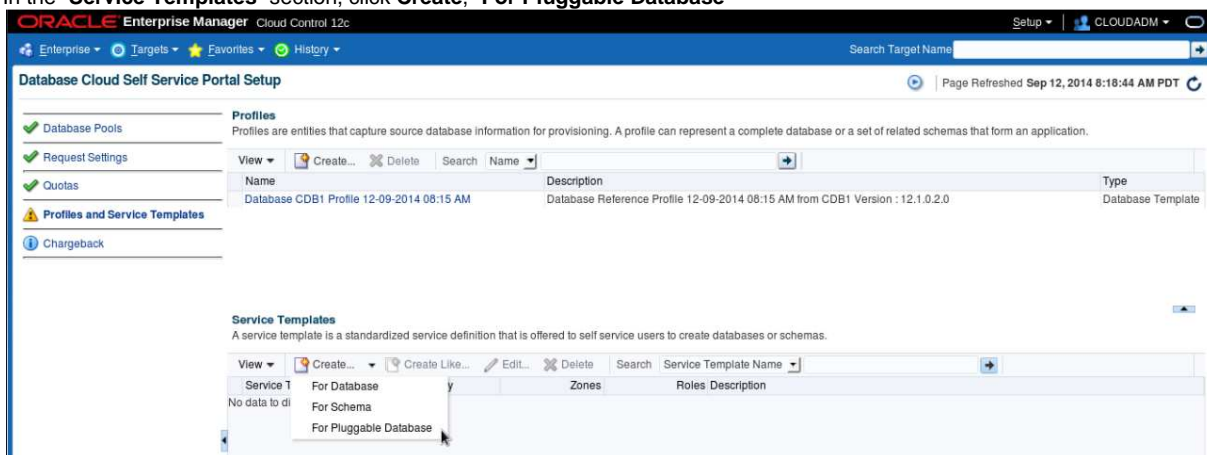 In the "Service Templates" section, click Create, "For Pluggable Database"
ORACLE Enterprise Manager Cloud Control 12c
Setup
CLOUDADM
Enterprise Targets Favorites History
Search Target Name
Database Cloud Self Service Portal Setup
Page Refreshed Sep 12, 2014 8:18:44 AM PDT
Database Pools
Request Settings
Quotas
Profiles and Service Templates
Chargeback
Profiles
Profiles are entities that capture source database information for provisioning. A profile can represent a complete database or a set of related schemas that form an application.
View Create... Delete Search Name
Name Description Type
Database CDB1 Profile 12-09-2014 08:15 AM Database Reference Profile 12-09-2014 08:15 AM from CDB1 Version : 12.1.0.2.0 Database Template
Service Templates
A service template is a standardized service definition that is offered to self service users to create databases or schemas.
View Create... Create Like... Edit... Delete Search Service Template Name
Service T y Zones Roles Description
No data to di
For Database
For Schema
For Pluggable Database